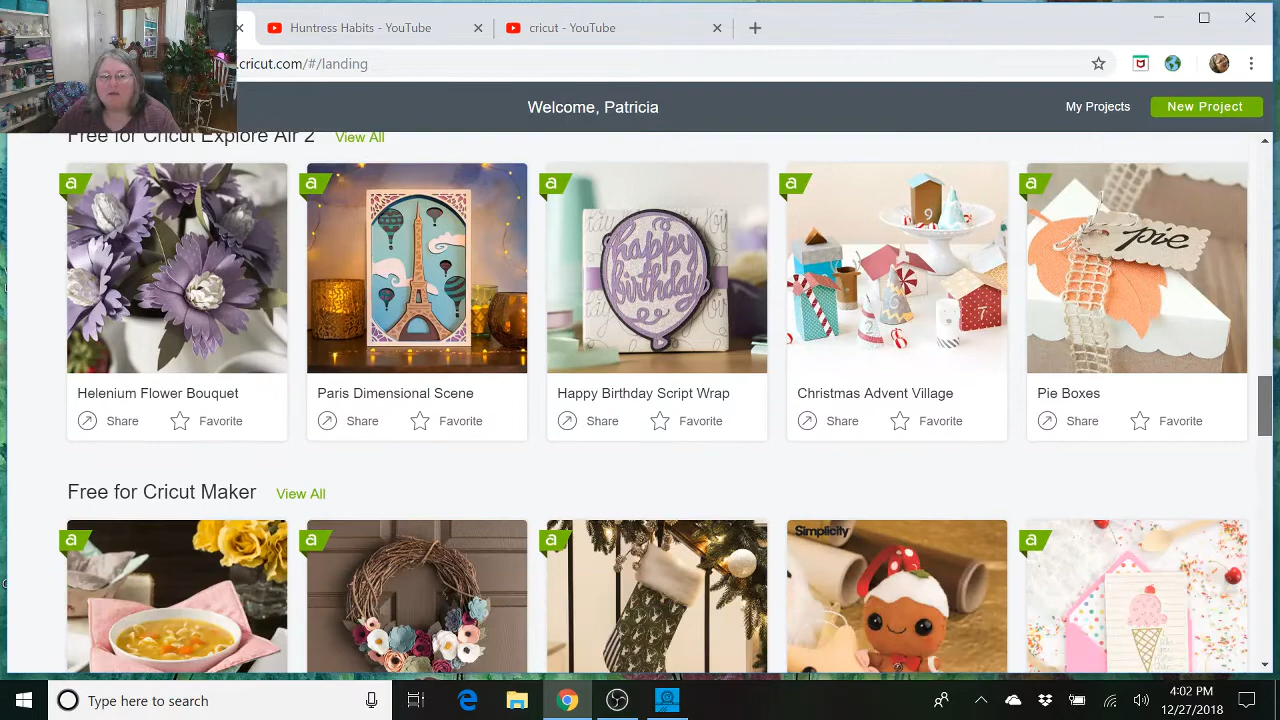 Huntress Habits - YouTube
cricut - YouTube
cricut.com/#/landing
Welcome, Patricia
My Projects
New Project
Free for Cricut Explore Air 2 View All
a
a
a
a
a
happy
birthday
9
7
2
6
pie
Helenium Flower Bouquet
Paris Dimensional Scene
Happy Birthday Script Wrap
Christmas Advent Village
Pie Boxes
Share Favorite
Share Favorite
Share Favorite
Share Favorite
Share Favorite
Free for Cricut Maker View All
a
a
a
Simplicity
a
Type here to search
4:02 PM
12/27/2018